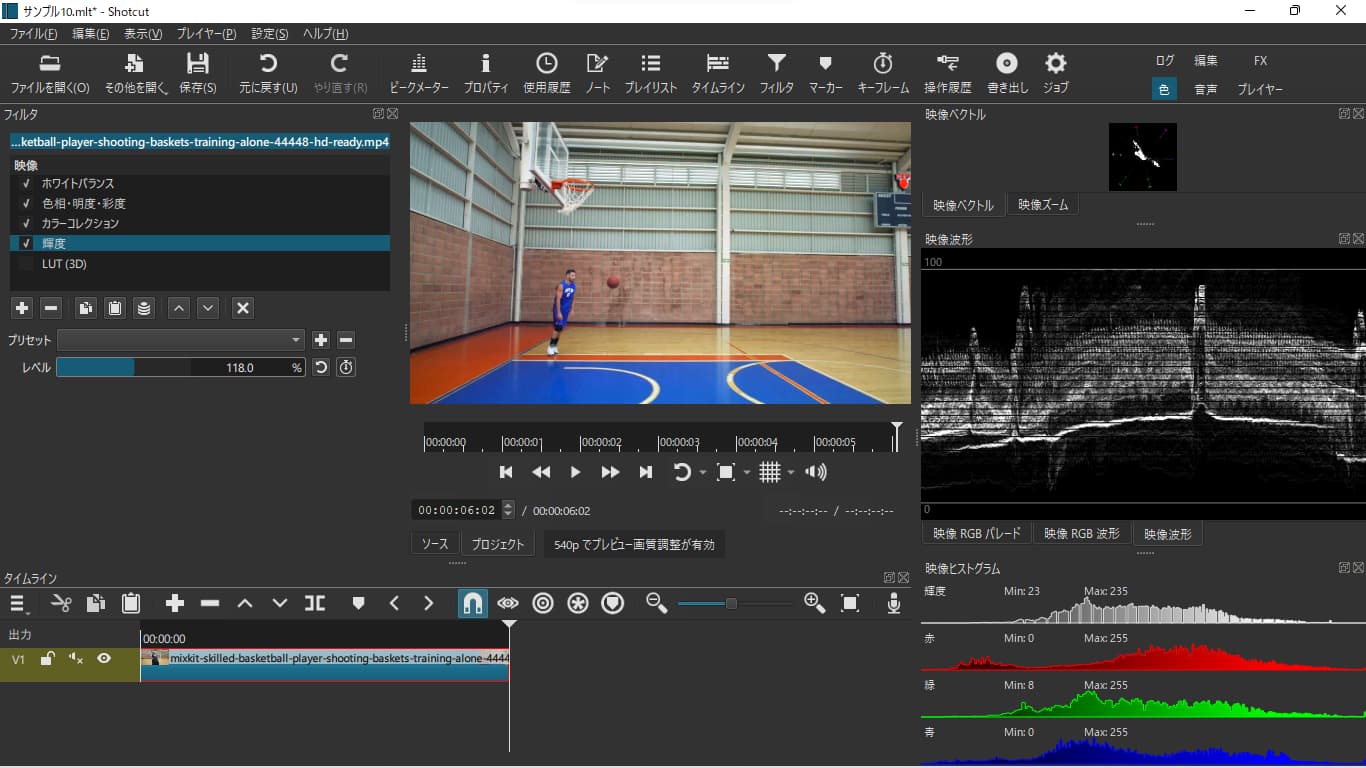 サンプル10.mlt* - Shotcut
ファイル(F) 編集(E) 表示(V) プレイヤー(P) 設定(S) ヘルプ(H)
ファイルを開く(O) その他を開く 保存(S) 元に戻す(U) やり直す(R) ピークメーター プロパティ 使用履歴 ノート プレイリスト タイムライン フィルタ マーカー キーフレーム 操作履歴 書き出し ジョブ
ログ 編集 FX
色 音声 プレイヤー
フィルタ
...ketball-player-shooting-baskets-training-alone-44448-hd-ready.mp4
映像
ホワイトバランス
色相・明度・彩度
カラーコレクション
輝度
LUT (3D)
プリセット
レベル 118.0 %
00:00:00 00:00:01 00:00:02 00:00:03 00:00:04 00:00:05
00:00:06:02 / 00:00:06:02 --:--:--:-- / --:--:--:--
ソース プロジェクト 540p でプレビュー画質調整が有効
映像ベクトル
映像ベクトル 映像ズーム
映像波形
100
0
映像 RGB パレード 映像 RGB 波形 映像波形
映像ヒストグラム
輝度 Min: 23 Max: 235
赤 Min: 0 Max: 255
緑 Min: 8 Max: 255
青 Min: 0 Max: 255
タイムライン
出力
00:00:00
V1
mixkit-skilled-basketball-player-shooting-baskets-training-alone-4444